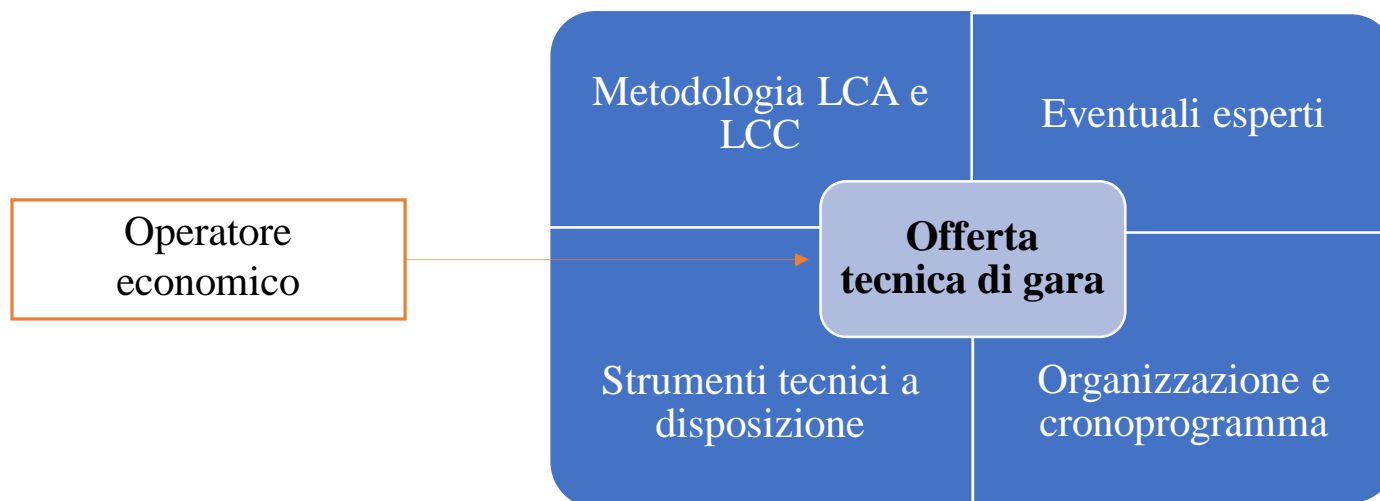 Operatore
economico
Metodologia LCA e
LCC
Eventuali esperti
Offerta
tecnica di gara
Strumenti tecnici a
disposizione
Organizzazione e
cronoprogramma